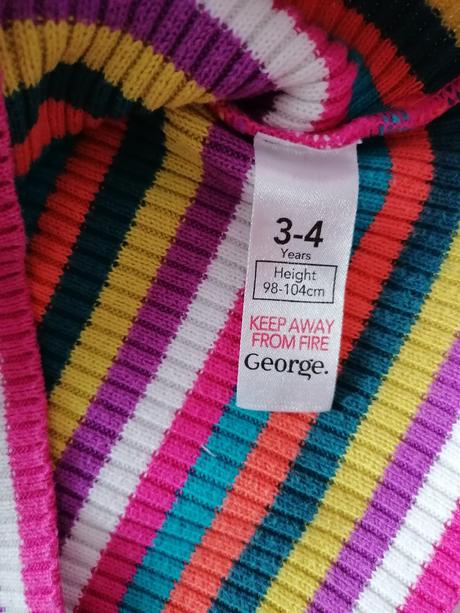 3-4
Years
Height
98-104cm
KEEP AWAY
FROM FIRE
George.